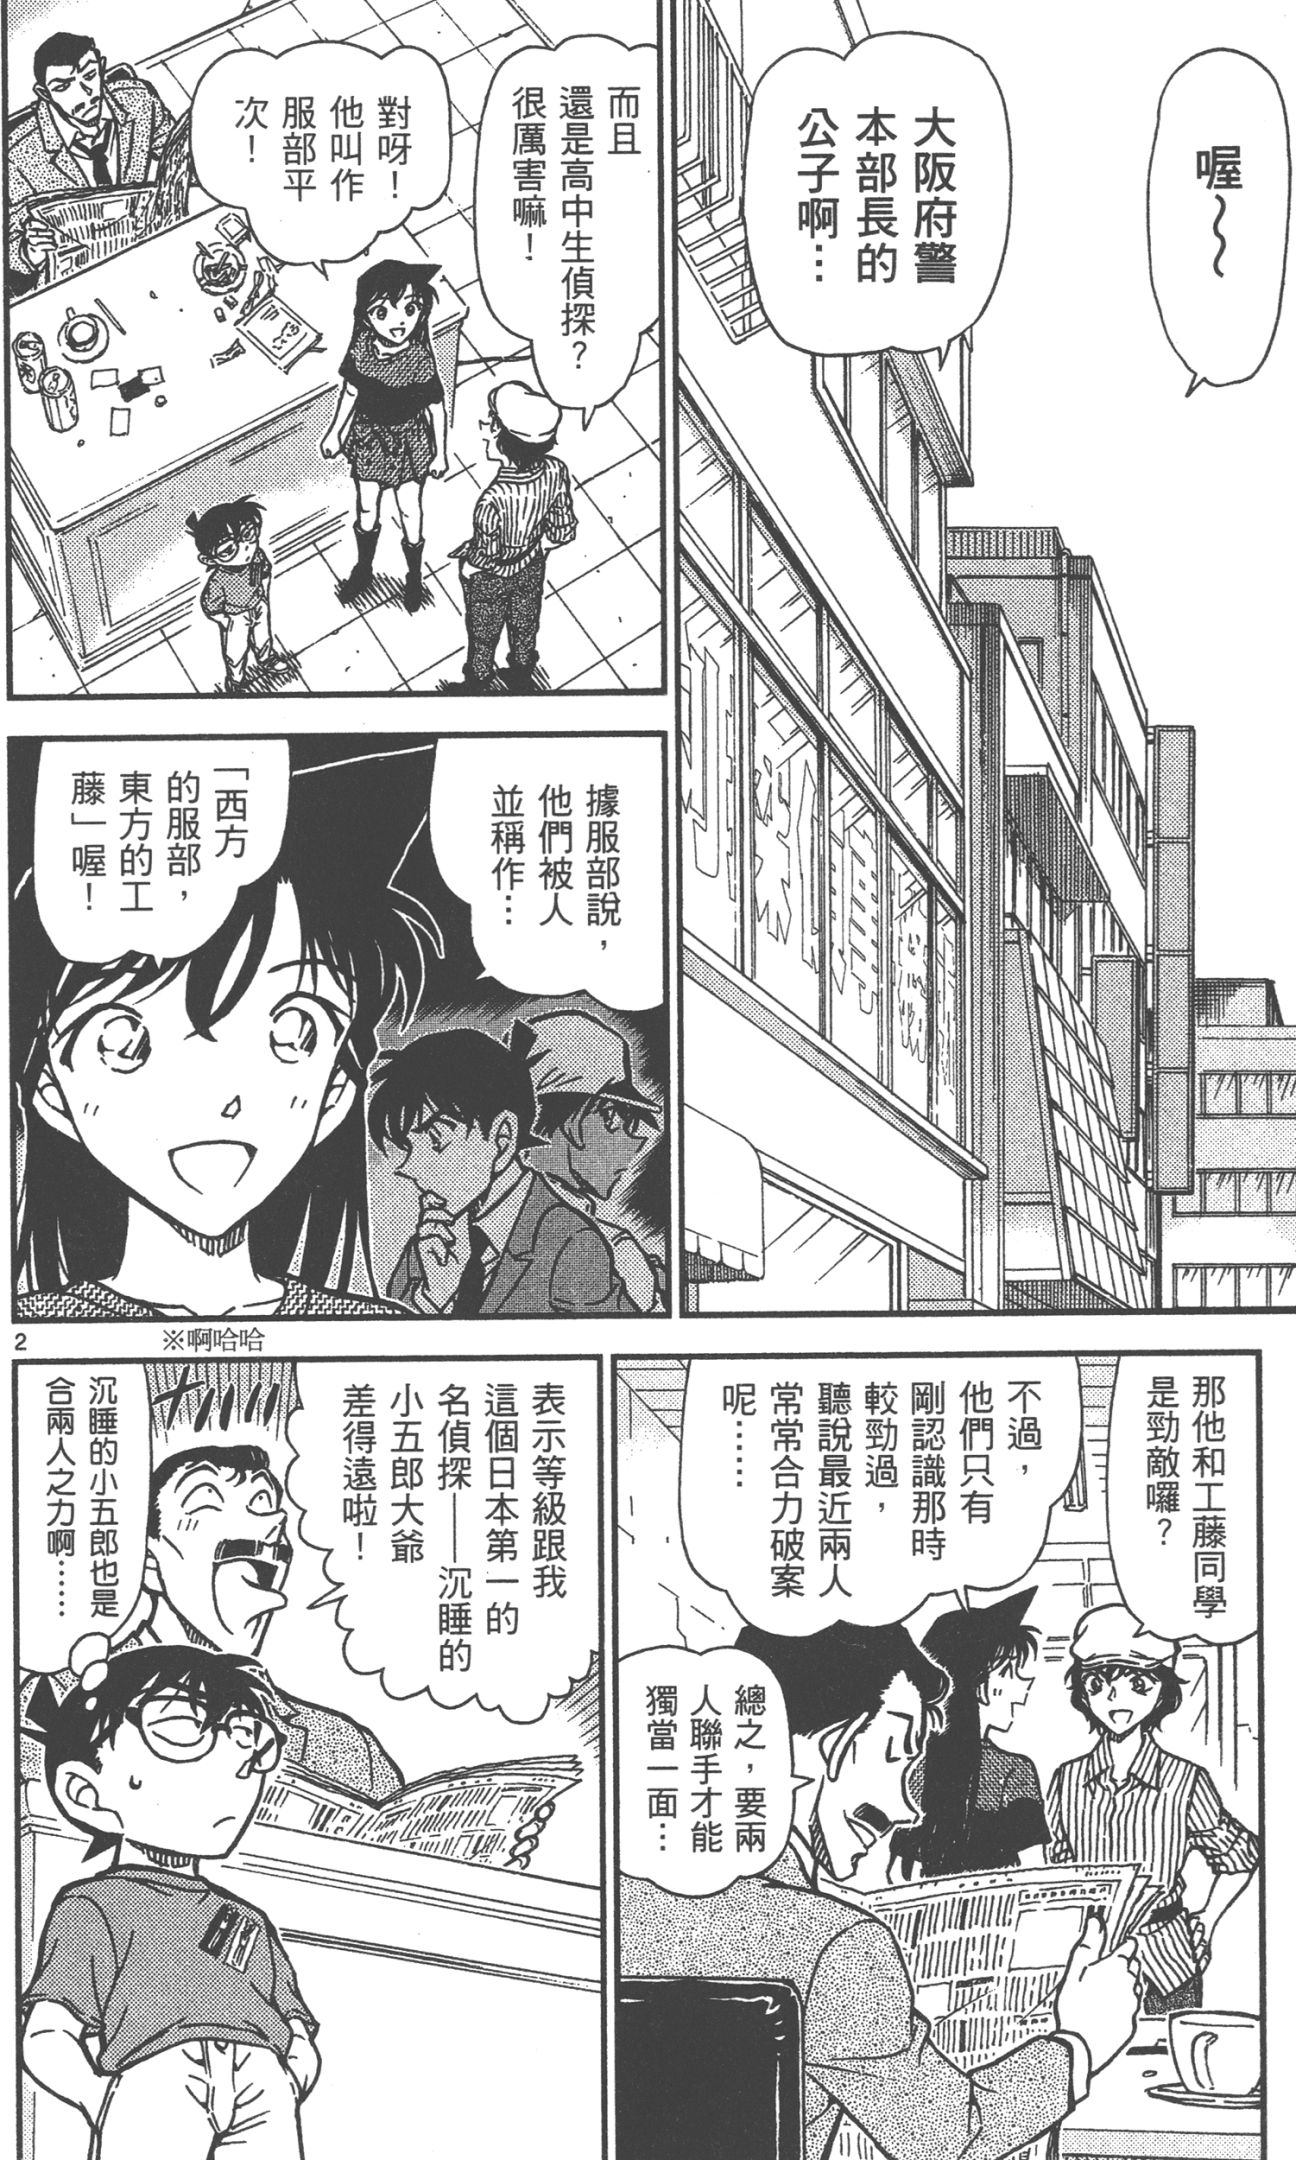 喔～
大阪府警
本部長的
公子啊…
而且
還是高中生偵探？
很厲害嘛！
對呀！
他叫作
服部平
次！
據服部說，
他們被人
並稱作…
「西方
的服部，
東方的工
藤」喔！
2
※啊哈哈
那他和工藤同學
是勁敵囉？
不過，
他們只有
剛認識那時
較勁過，
聽說最近兩人
常常合力破案
呢……
總之，要兩
人聯手才能
獨當一面…
表示等級跟我
這個日本第一的
名偵探——沉睡的
小五郎大爺
差得遠啦！
沉睡的小五郎也是
合兩人之力啊……